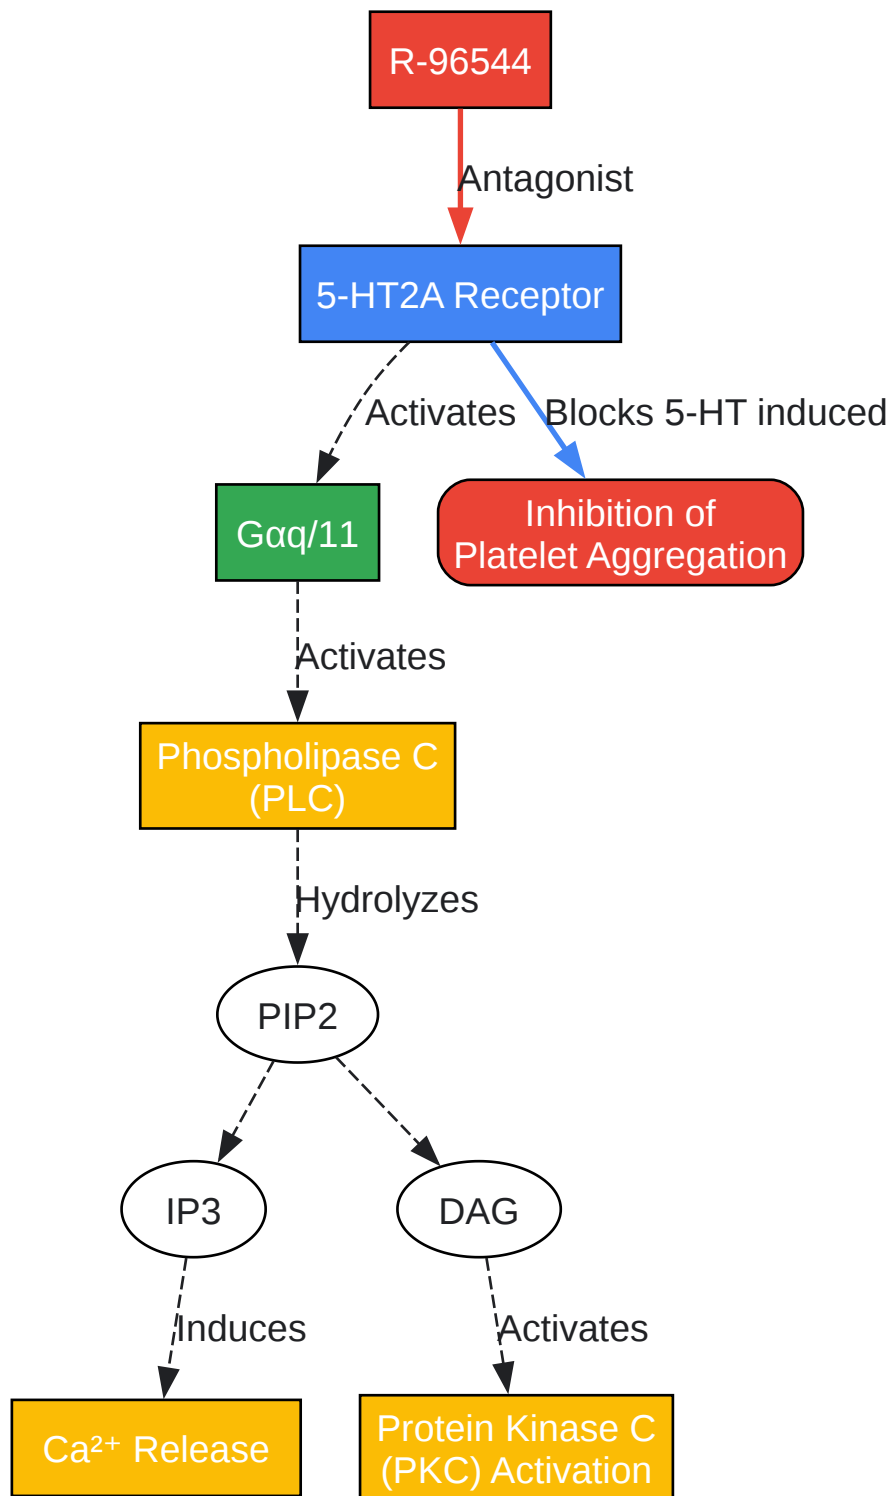 R-96544
Antagonist
5-HT2A Receptor
Activates
Blocks 5-HT induced
Gαq/11
Inhibition of
Platelet Aggregation
Activates
Phospholipase C
(PLC)
Hydrolyzes
PIP2
IP3
DAG
Induces
Activates
Ca²⁺ Release
Protein Kinase C
(PKC) Activation